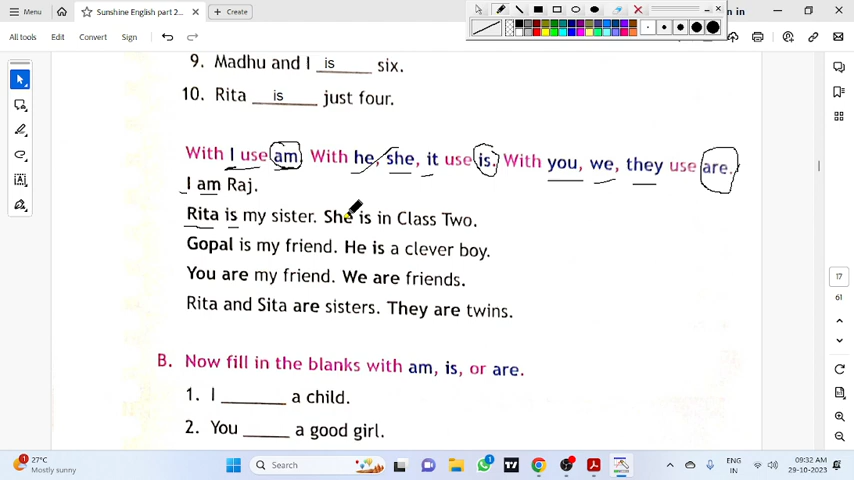 Menu
Sunshine English part 2...
Create
in in
All tools Edit Convert Sign
9. Madhu and I is six.
10. Rita is just four.
With I use am With he, she, it use is. With you, we, they use are.
I am Raj.
Rita is my sister. She is in Class Two.
Gopal is my friend. He is a clever boy.
You are my friend. We are friends.
Rita and Sita are sisters. They are twins.
B. Now fill in the blanks with am, is, or are.
1. I _______ a child.
2. You _____ a good girl.
17
61
27°C
Mostly sunny
Search
ENG
IN
09:32 AM
29-10-2023